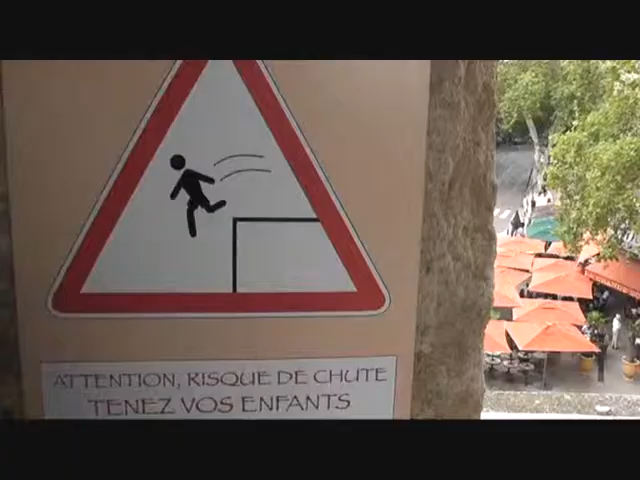 ATTENTION, RISQUE DE CHUTE
TENEZ VOS ENFANTS